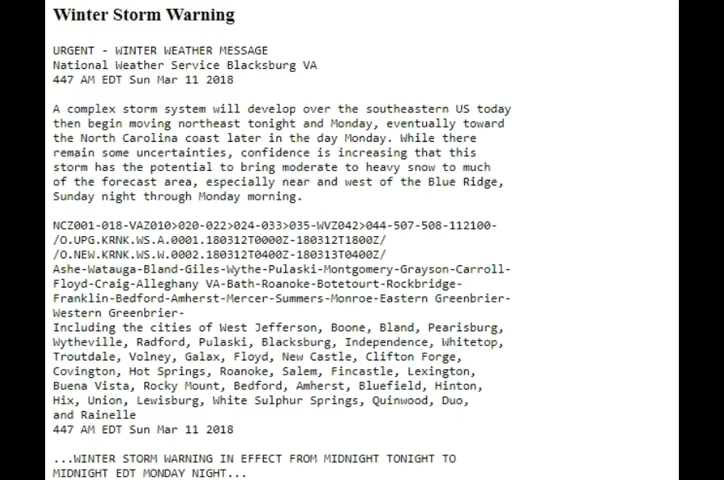 Winter Storm Warning
URGENT - WINTER WEATHER MESSAGE
National Weather Service Blacksburg VA
447 AM EDT Sun Mar 11 2018
A complex storm system will develop over the southeastern US today
then begin moving northeast tonight and Monday, eventually toward
the North Carolina coast later in the day Monday. While there
remain some uncertainties, confidence is increasing that this
storm has the potential to bring moderate to heavy snow to much
of the forecast area, especially near and west of the Blue Ridge,
Sunday night through Monday morning.
NCZ001-018-VAZ010>020-022>024-033>035-WVZ042>044-507-508-112100-
/O.UPG.KRNK.WS.A.0001.180312T0000Z-180312T1800Z/
/O.NEW.KRNK.WS.W.0002.180312T0400Z-180313T0400Z/
Ashe-Watauga-Bland-Giles-Wythe-Pulaski-Montgomery-Grayson-Carroll-
Floyd-Craig-Alleghany VA-Bath-Roanoke-Botetourt-Rockbridge-
Franklin-Bedford-Amherst-Mercer-Summers-Monroe-Eastern Greenbrier-
Western Greenbrier-
Including the cities of West Jefferson, Boone, Bland, Pearisburg,
Wytheville, Radford, Pulaski, Blacksburg, Independence, Whitetop,
Troutdale, Volney, Galax, Floyd, New Castle, Clifton Forge,
Covington, Hot Springs, Roanoke, Salem, Fincastle, Lexington,
Buena Vista, Rocky Mount, Bedford, Amherst, Bluefield, Hinton,
Hix, Union, Lewisburg, White Sulphur Springs, Quinwood, Duo,
and Rainelle
447 AM EDT Sun Mar 11 2018
...WINTER STORM WARNING IN EFFECT FROM MIDNIGHT TONIGHT TO
MIDNIGHT EDT MONDAY NIGHT...